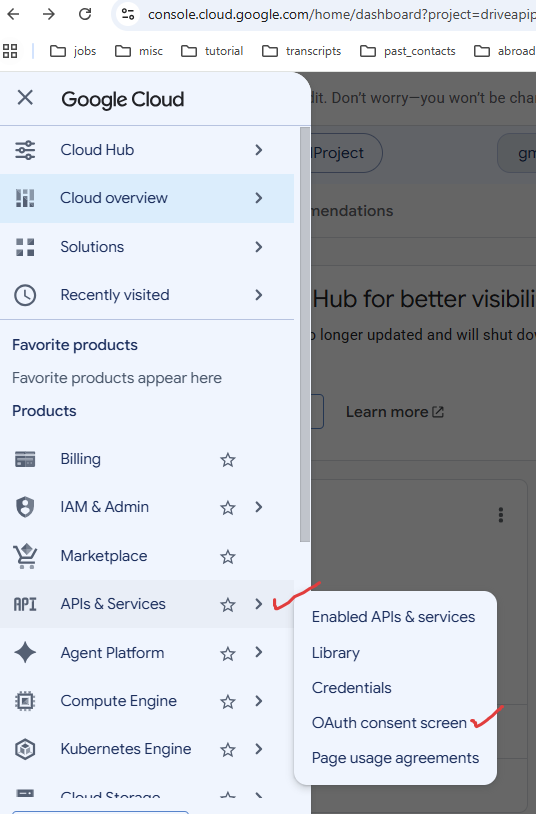 console.cloud.google.com/home/dashboard?project=driveapip
jobs misc tutorial transcripts past_contacts abroad
Google Cloud
dit. Don't worry—you won't be cha
Cloud Hub
lProject
gm
Cloud overview
mendations
Solutions
Hub for better visibili
Recently visited
o longer updated and will shut dow
Favorite products
Favorite products appear here
Products
Learn more
Billing
IAM & Admin
Marketplace
API APIs & Services
Enabled APIs & services
Library
Credentials
OAuth consent screen
Page usage agreements
Agent Platform
Compute Engine
Kubernetes Engine
Cloud Storage